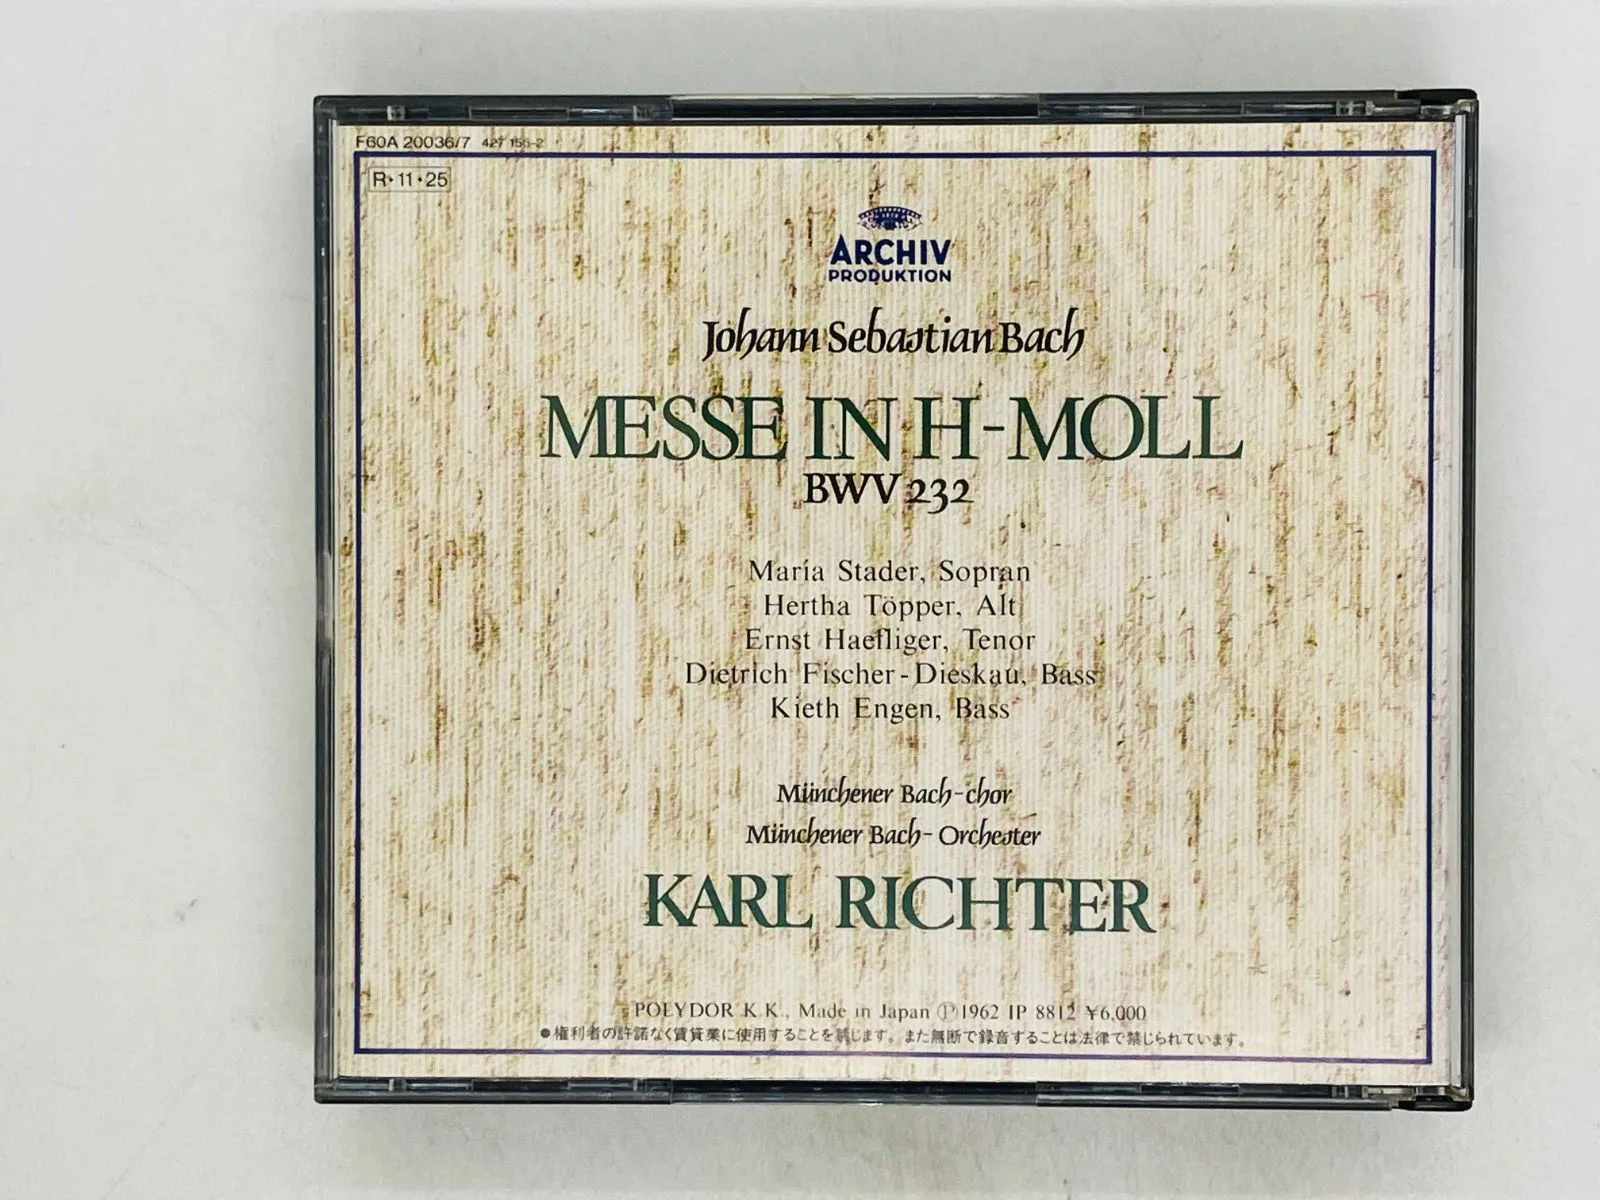 F60A 20036/7 427 155-2
R・11・25
ARCHIV
PRODUKTION
Johann Sebastian Bach
MESSE IN H-MOLL
BWV 232
Maria Stader, Sopran
Hertha Töpper, Alt
Ernst Haefliger, Tenor
Dietrich Fischer-Dieskau, Bass
Kieth Engen, Bass
Münchener Bach-chor
Münchener Bach-Orchester
KARL RICHTER
POLYDOR K.K., Made in Japan Ⓟ1962 IP 8812 ¥6,000
●権利者の許諾なく賃貸業に使用することを禁じます。また無断で録音することは法律で禁じられています。